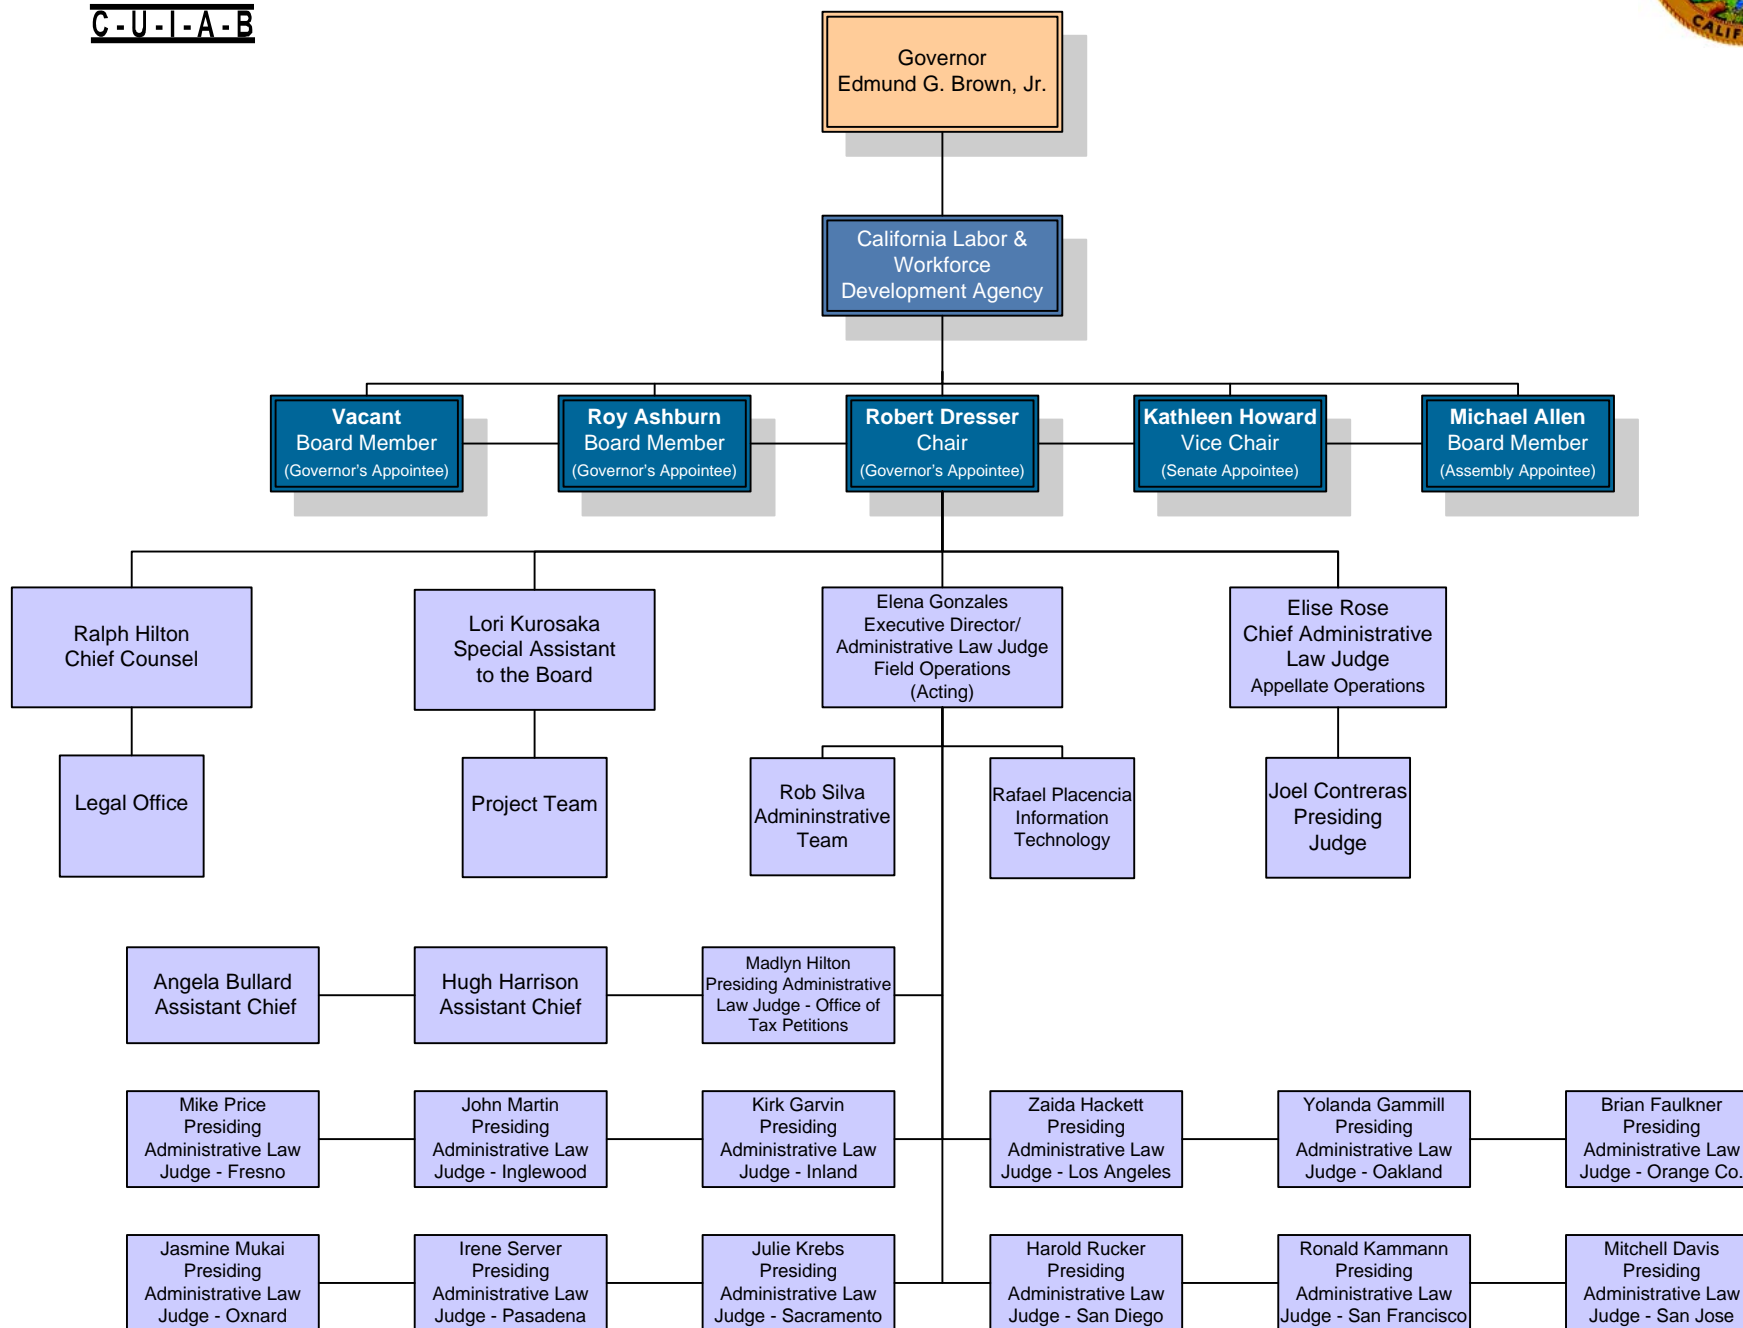 C-U-I-A-B
CALIF
Governor
Edmund G. Brown, Jr.
California Labor &
Workforce
Development Agency
Vacant
Board Member
(Governor's Appointee)
Roy Ashburn
Board Member
(Governor's Appointee)
Robert Dresser
Chair
(Governor's Appointee)
Kathleen Howard
Vice Chair
(Senate Appointee)
Michael Allen
Board Member
(Assembly Appointee)
Ralph Hilton
Chief Counsel
Lori Kurosaka
Special Assistant
to the Board
Elena Gonzales
Executive Director/
Administrative Law Judge
Field Operations
(Acting)
Elise Rose
Chief Administrative
Law Judge
Appellate Operations
Legal Office
Project Team
Rob Silva
Admininstrative
Team
Rafael Placencia
Information
Technology
Joel Contreras
Presiding
Judge
Angela Bullard
Assistant Chief
Hugh Harrison
Assistant Chief
Madlyn Hilton
Presiding Administrative
Law Judge - Office of
Tax Petitions
Mike Price
Presiding
Administrative Law
Judge - Fresno
John Martin
Presiding
Administrative Law
Judge - Inglewood
Kirk Garvin
Presiding
Administrative Law
Judge - Inland
Zaida Hackett
Presiding
Administrative Law
Judge - Los Angeles
Yolanda Gammill
Presiding
Administrative Law
Judge - Oakland
Brian Faulkner
Presiding
Administrative Law
Judge - Orange Co.
Jasmine Mukai
Presiding
Administrative Law
Judge - Oxnard
Irene Server
Presiding
Administrative Law
Judge - Pasadena
Julie Krebs
Presiding
Administrative Law
Judge - Sacramento
Harold Rucker
Presiding
Administrative Law
Judge - San Diego
Ronald Kammann
Presiding
Administrative Law
Judge - San Francisco
Mitchell Davis
Presiding
Administrative Law
Judge - San Jose